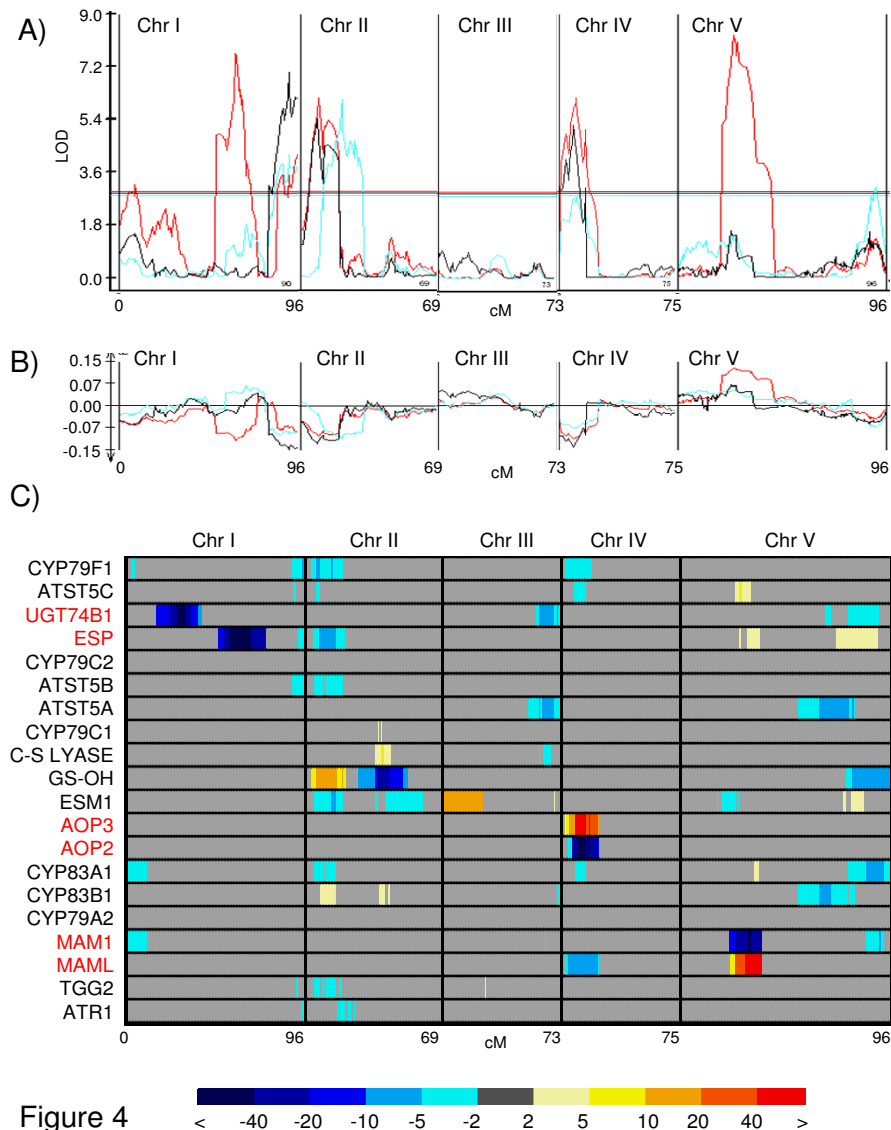 A)
Chr I Chr II Chr III Chr IV Chr V
9.0
7.2
5.4
3.6
1.8
0.0
LOD
90 69 73 75 96
0 96 69 73 75 96
cM
B)
Chr I Chr II Chr III Chr IV Chr V
0.15
0.07
0.00
-0.07
-0.15
0 96 69 73 75 96
cM
C)
Chr I Chr II Chr III Chr IV Chr V
CYP79F1
ATST5C
UGT74B1
ESP
CYP79C2
ATST5B
ATST5A
CYP79C1
C-S LYASE
GS-OH
ESM1
AOP3
AOP2
CYP83A1
CYP83B1
CYP79A2
MAM1
MAML
TGG2
ATR1
0 96 69 73 75 96
cM
Figure 4
< -40 -20 -10 -5 -2 2 5 10 20 40 >